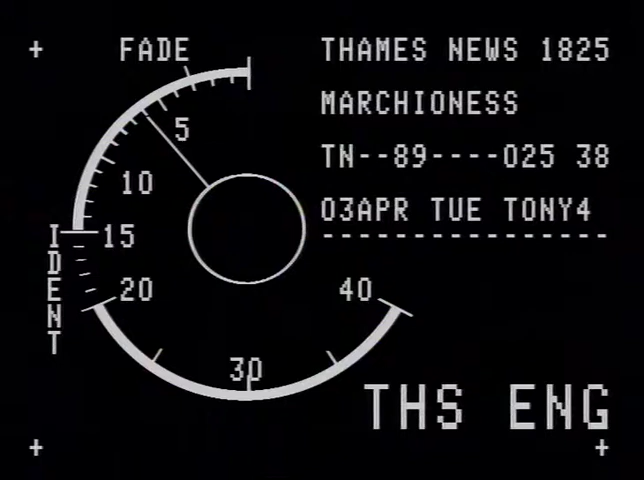 FADE
THAMES NEWS 1825
MARCHIONESS
TN--89----025 38
03APR TUE TONY4
----------------
5
10
15
20
30
40
IDENT
THS ENG